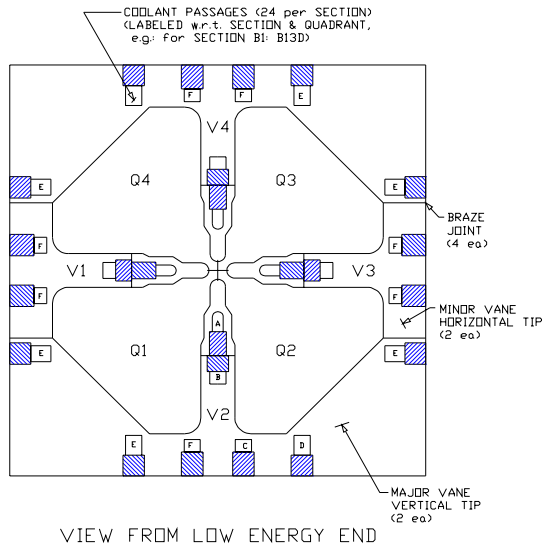 COOLANT PASSAGES (24 per SECTION)
(LABELED w.r.t. SECTION & QUADRANT,
e.g.: for SECTION B1: B13D)
F F E
E
V4
Q4 Q3
E E
BRAZE
JOINT
(4 ea)
F F
V1 V3
F F
MINOR VANE
HORIZONTAL TIP
(2 ea)
A
Q1 Q2
E E
B
V2
E F C D
MAJOR VANE
VERTICAL TIP
(2 ea)
VIEW FROM LOW ENERGY END